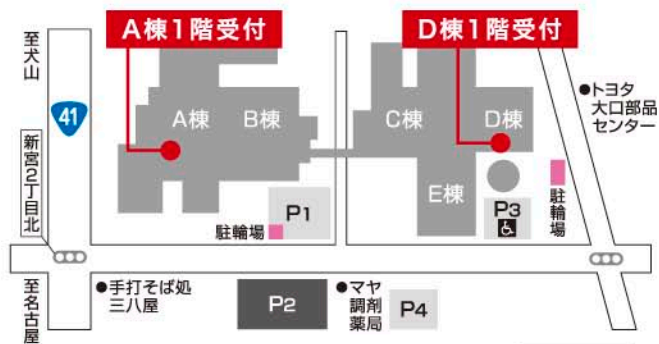 A棟1階受付
D棟1階受付
至犬山
41
新宮2丁目北
至名古屋
A棟
B棟
C棟
D棟
E棟
P1
駐輪場
P3
駐輪場
●トヨタ
大口部品
センター
●手打そば処
三八屋
P2
●マヤ
調剤
薬局
P4